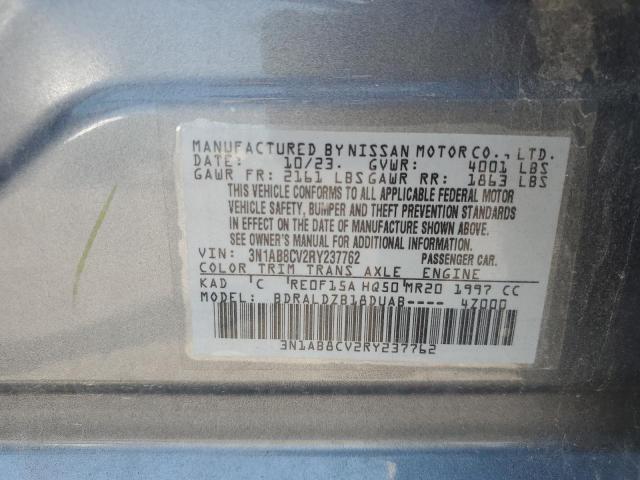 MANUFACTURED BY NISSAN MOTOR CO., LTD.
DATE: 10/23. GVWR: 4001 LBS
GAWR FR: 2161 LBS GAWR RR: 1863 LBS
THIS VEHICLE CONFORMS TO ALL APPLICABLE FEDERAL MOTOR
VEHICLE SAFETY, BUMPER AND THEFT PREVENTION STANDARDS
IN EFFECT ON THE DATE OF MANUFACTURE SHOWN ABOVE.
SEE OWNER'S MANUAL FOR ADDITIONAL INFORMATION.
VIN: 3N1AB8CV2RY237762 PASSENGER CAR.
COLOR TRIM TRANS AXLE ENGINE
KAD C RE0F15A HQ50 MR20 1997 CC
MODEL: BDRALDZB18DUAB---- 4Z000
3N1AB8CV2RY237762